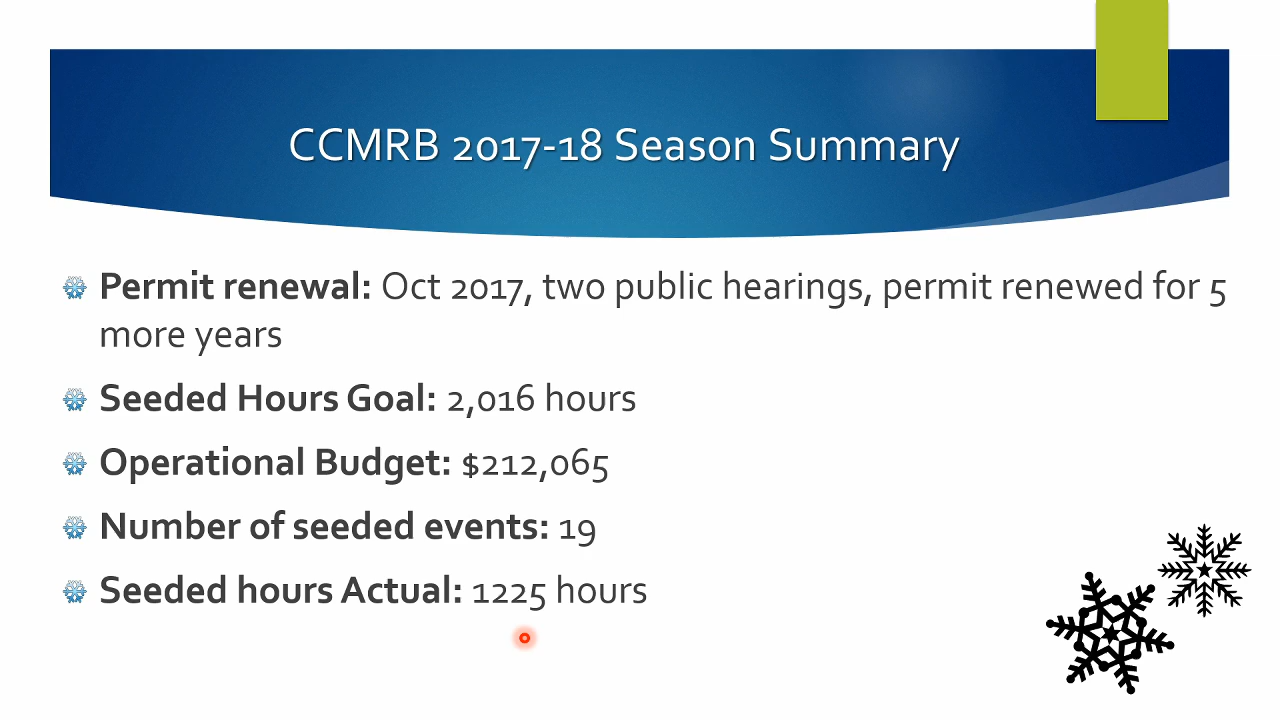 CCMRB 2017-18 Season Summary
Permit renewal: Oct 2017, two public hearings, permit renewed for 5
more years
Seeded Hours Goal: 2,016 hours
Operational Budget: $212,065
Number of seeded events: 19
Seeded hours Actual: 1225 hours